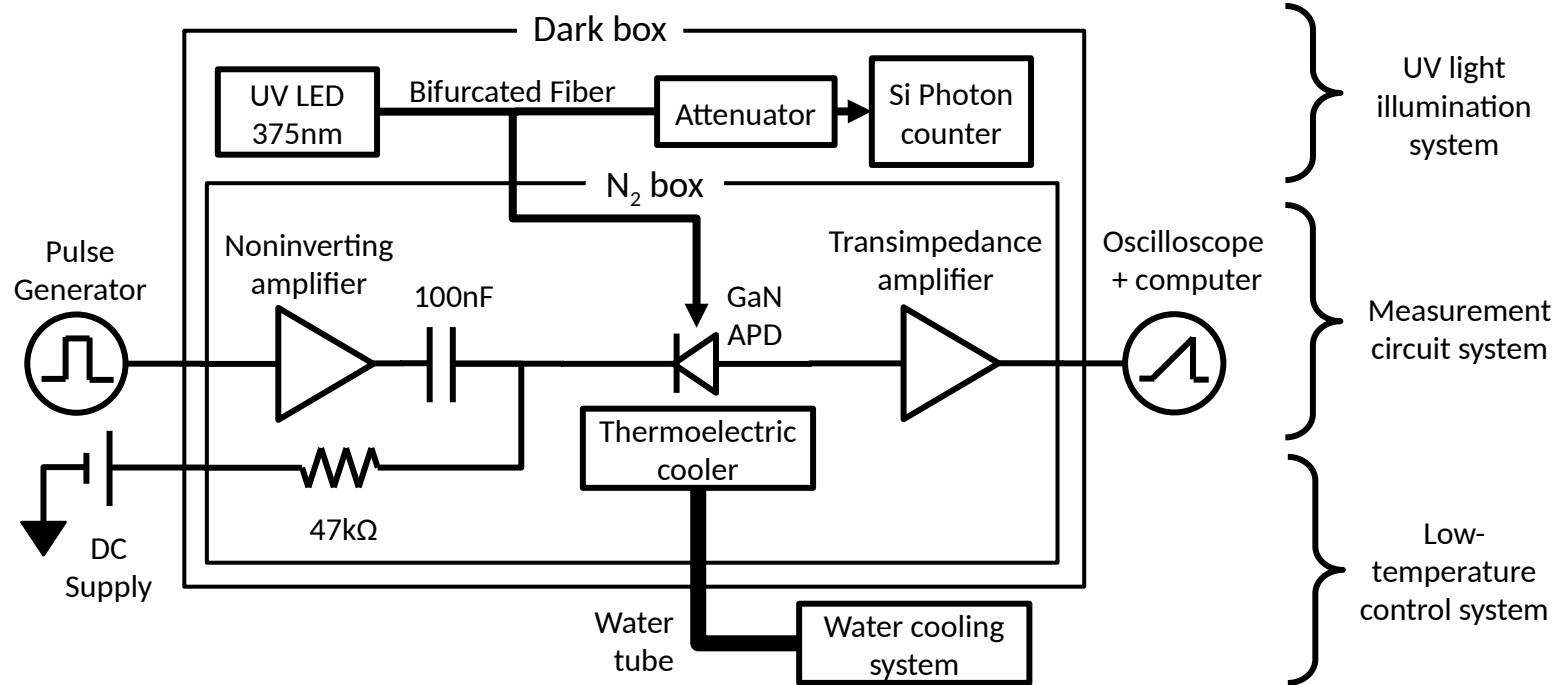 Dark box
UV LED
375nm
Bifurcated Fiber
Attenuator
Si Photon
counter
UV light
illumination
system
N2 box
Pulse
Generator
Noninverting
amplifier
100nF
GaN
APD
Transimpedance
amplifier
Oscilloscope
+ computer
Measurement
circuit system
Thermoelectric
cooler
47kΩ
DC
Supply
Low-
temperature
control system
Water
tube
Water cooling
system